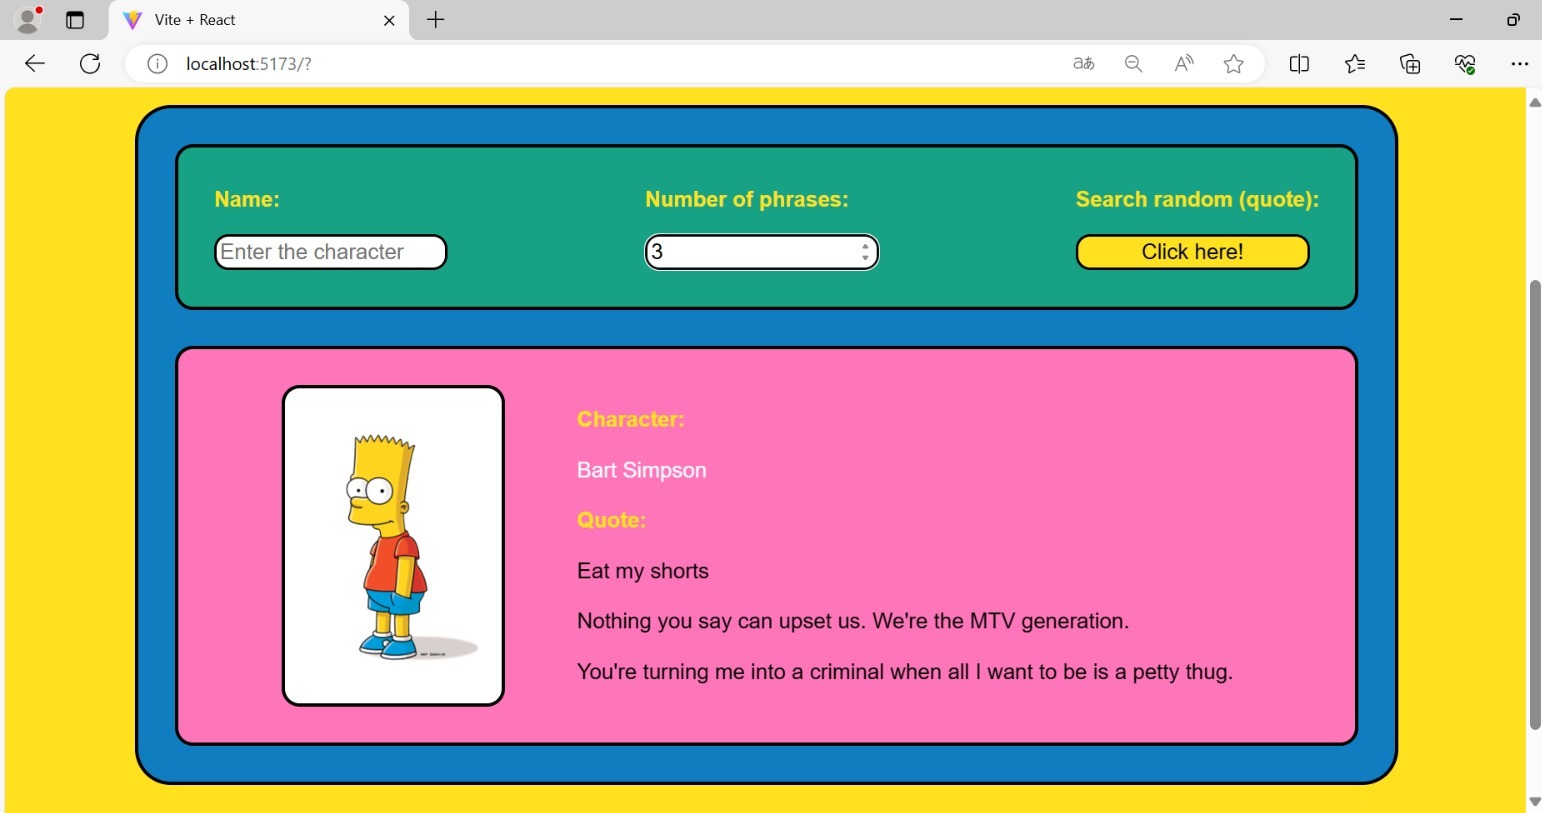 Vite + React
localhost:5173/?
aあ
Name:
Number of phrases:
Search random (quote):
Enter the character
3
Click here!
Character:
Bart Simpson
Quote:
Eat my shorts
Nothing you say can upset us. We're the MTV generation.
You're turning me into a criminal when all I want to be is a petty thug.